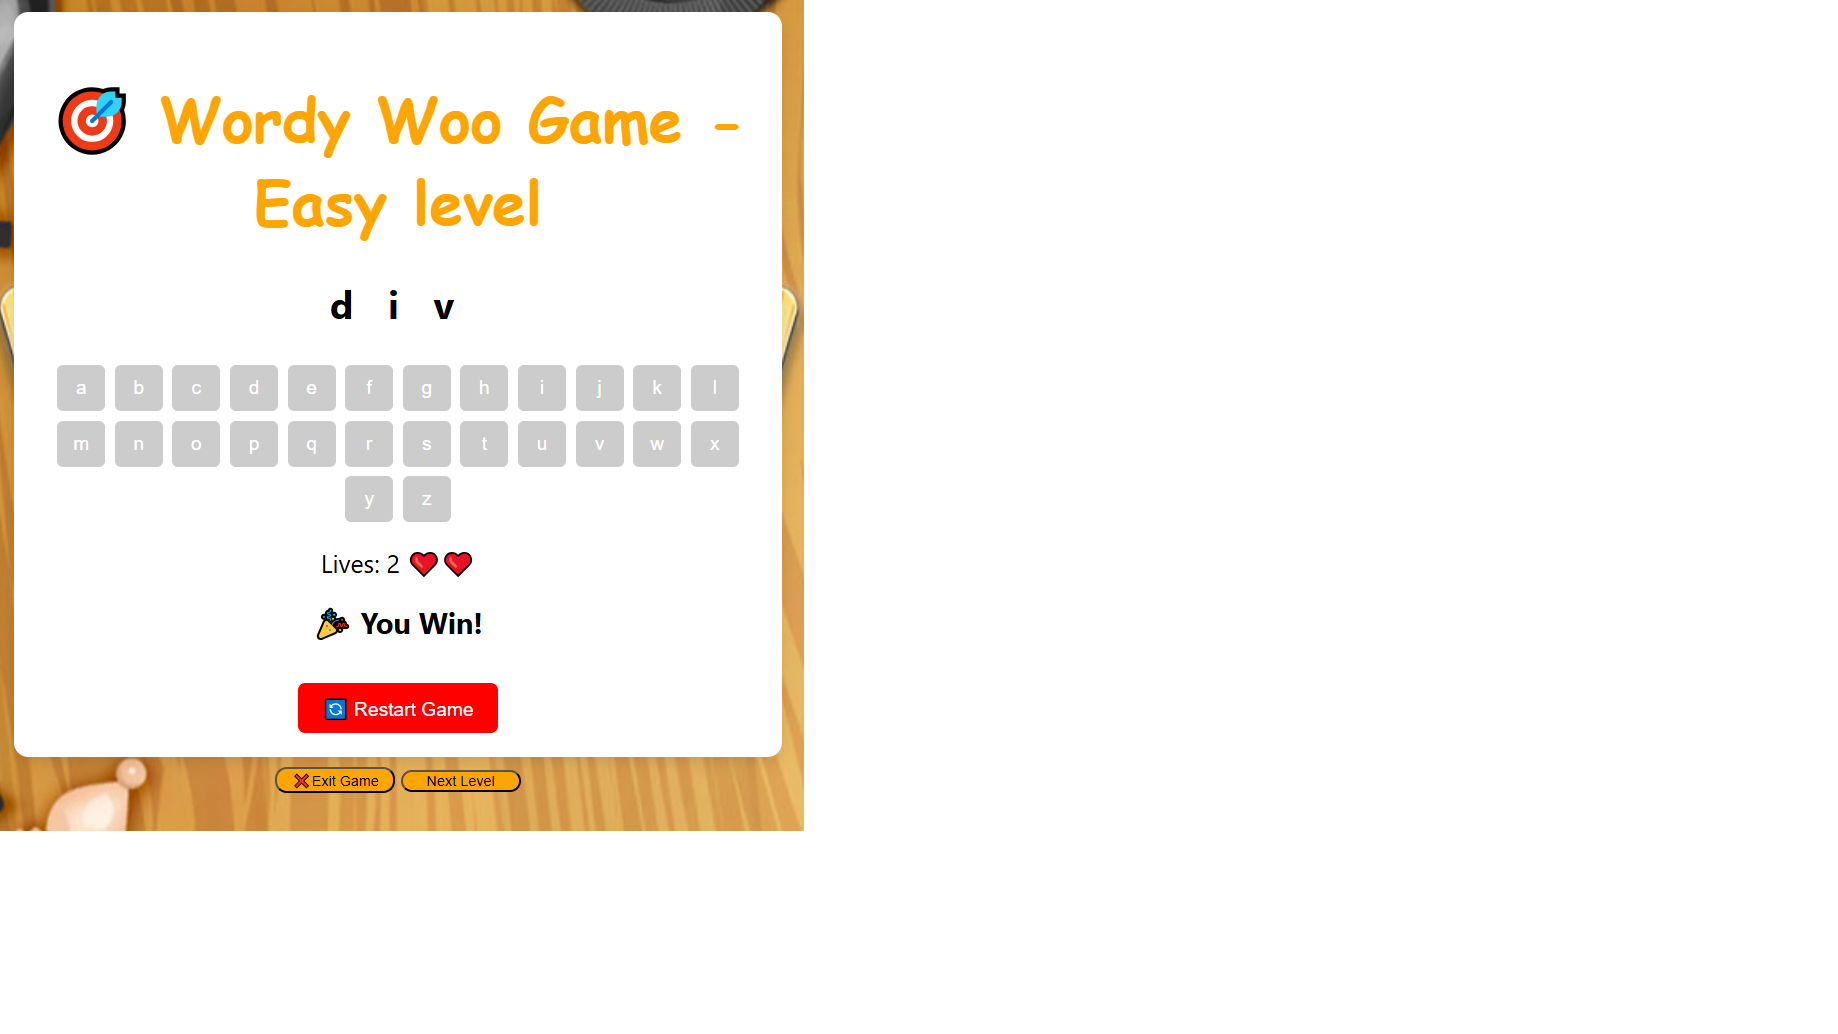 Wordy Woo Game -
Easy level
d i v
a b c d e f g h i j k l
m n o p q r s t u v w x
y z
Lives: 2
You Win!
Restart Game
Exit Game Next Level